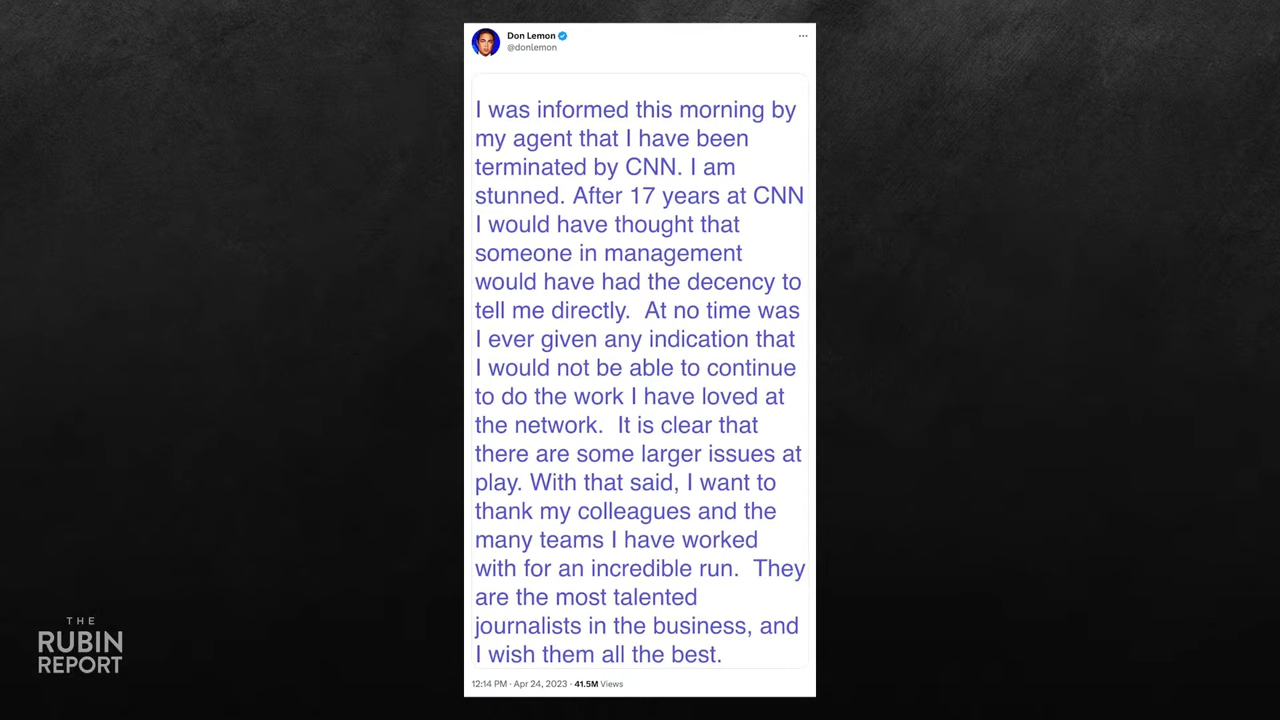 Don Lemon
@donlemon
I was informed this morning by
my agent that I have been
terminated by CNN. I am
stunned. After 17 years at CNN
I would have thought that
someone in management
would have had the decency to
tell me directly.  At no time was
I ever given any indication that
I would not be able to continue
to do the work I have loved at
the network.  It is clear that
there are some larger issues at
play. With that said, I want to
thank my colleagues and the
many teams I have worked
with for an incredible run.  They
are the most talented
journalists in the business, and
I wish them all the best.
12:14 PM · Apr 24, 2023 · 41.5M Views
THE
RUBIN
REPORT